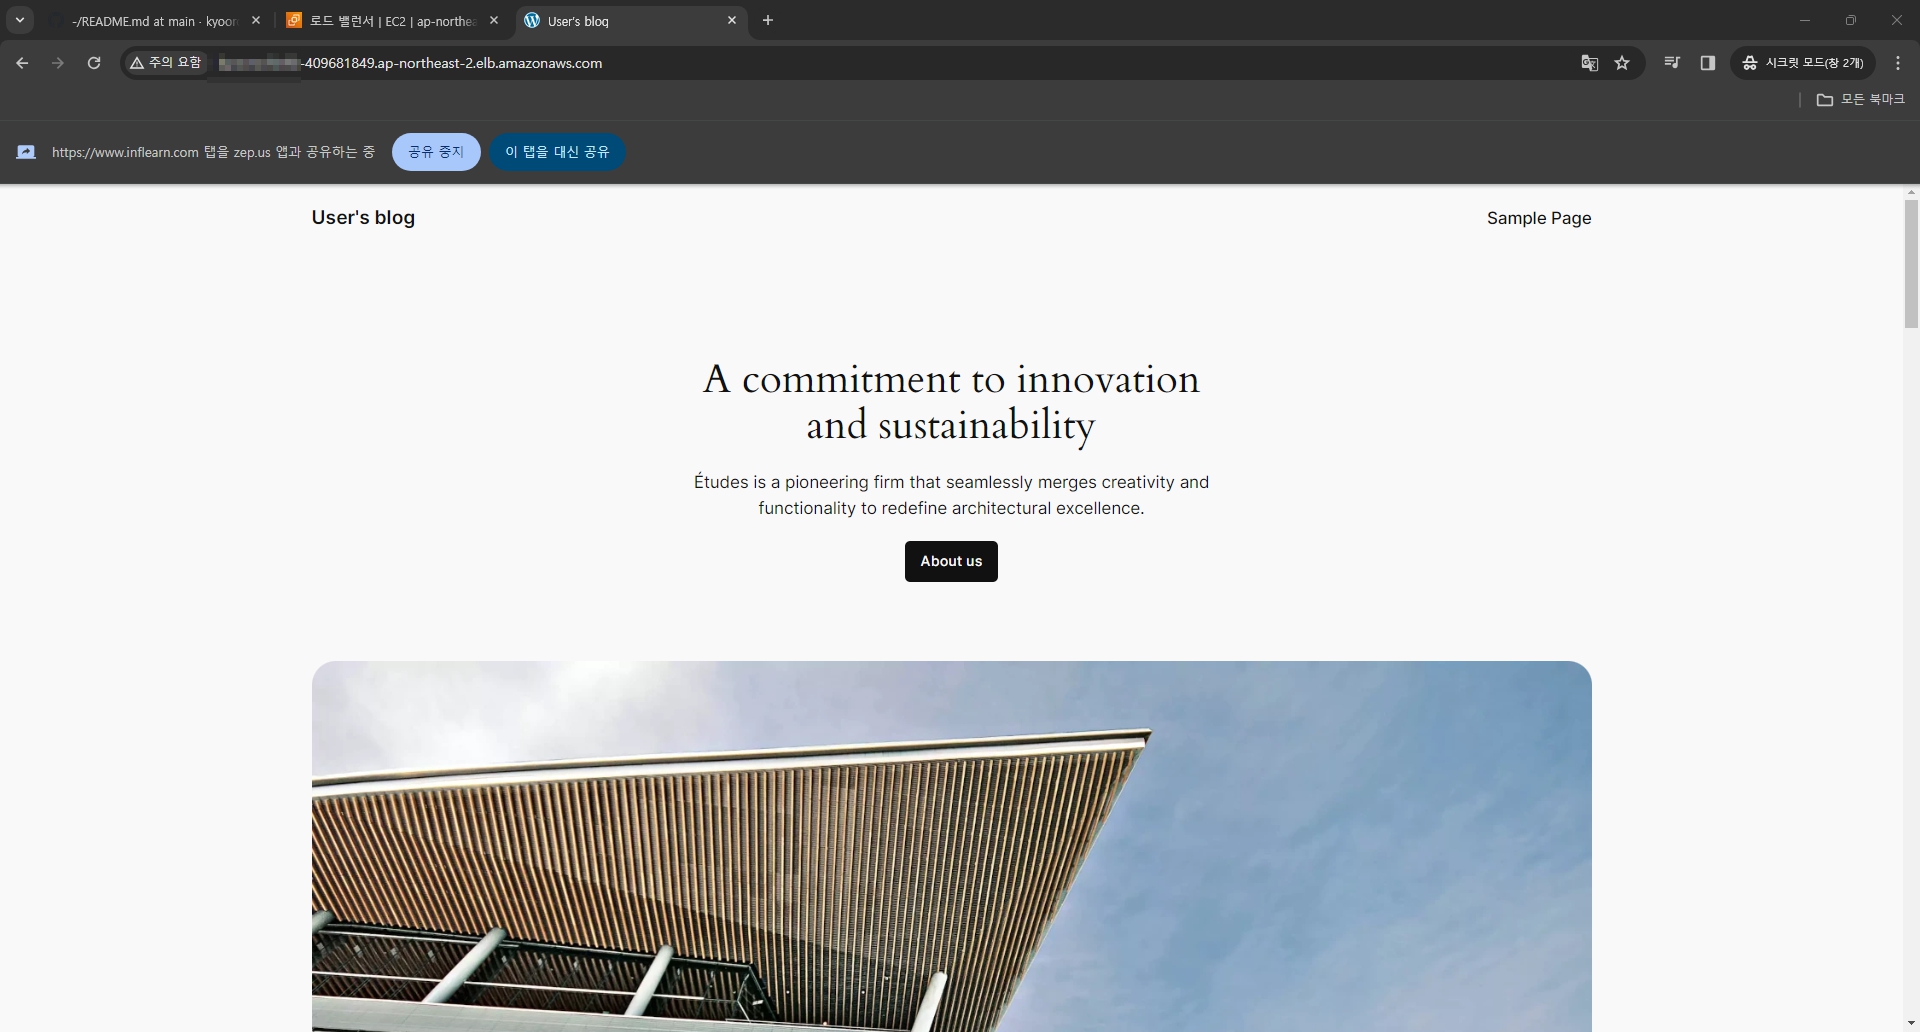 -/README.md at main · kyoor
로드 밸런서 | EC2 | ap-northea
User's blog
주의 요함
-409681849.ap-northeast-2.elb.amazonaws.com
시크릿 모드(창 2개)
모든 북마크
https://www.inflearn.com 탭을 zep.us 앱과 공유하는 중
공유 중지
이 탭을 대신 공유
User's blog
Sample Page
A commitment to innovation
and sustainability
Études is a pioneering firm that seamlessly merges creativity and
functionality to redefine architectural excellence.
About us